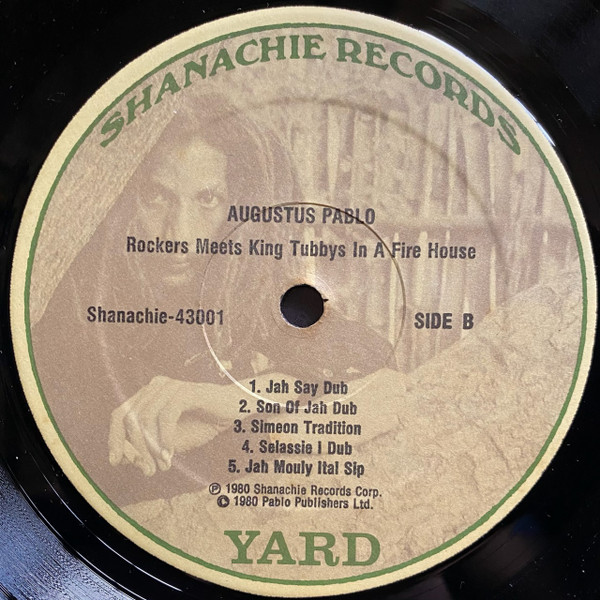 SHANACHIE RECORDS
AUGUSTUS PABLO
Rockers Meets King Tubbys In A Fire House
Shanachie-43001
SIDE B
1. Jah Say Dub
2. Son Of Jah Dub
3. Simeon Tradition
4. Selassie I Dub
5. Jah Mouly Ital Sip
℗ 1980 Shanachie Records Corp.
© 1980 Pablo Publishers Ltd.
YARD